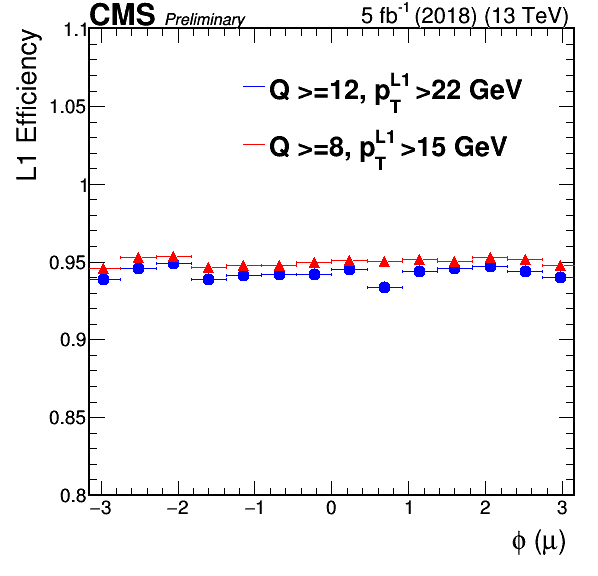 CMS Preliminary 5 fb-1 (2018) (13 TeV)
L1 Efficiency
1.1
1.05
1
0.95
0.9
0.85
0.8
Q >=12, pTL1 >22 GeV
Q >=8, pTL1 >15 GeV
−3 −2 −1 0 1 2 3
ϕ (μ)